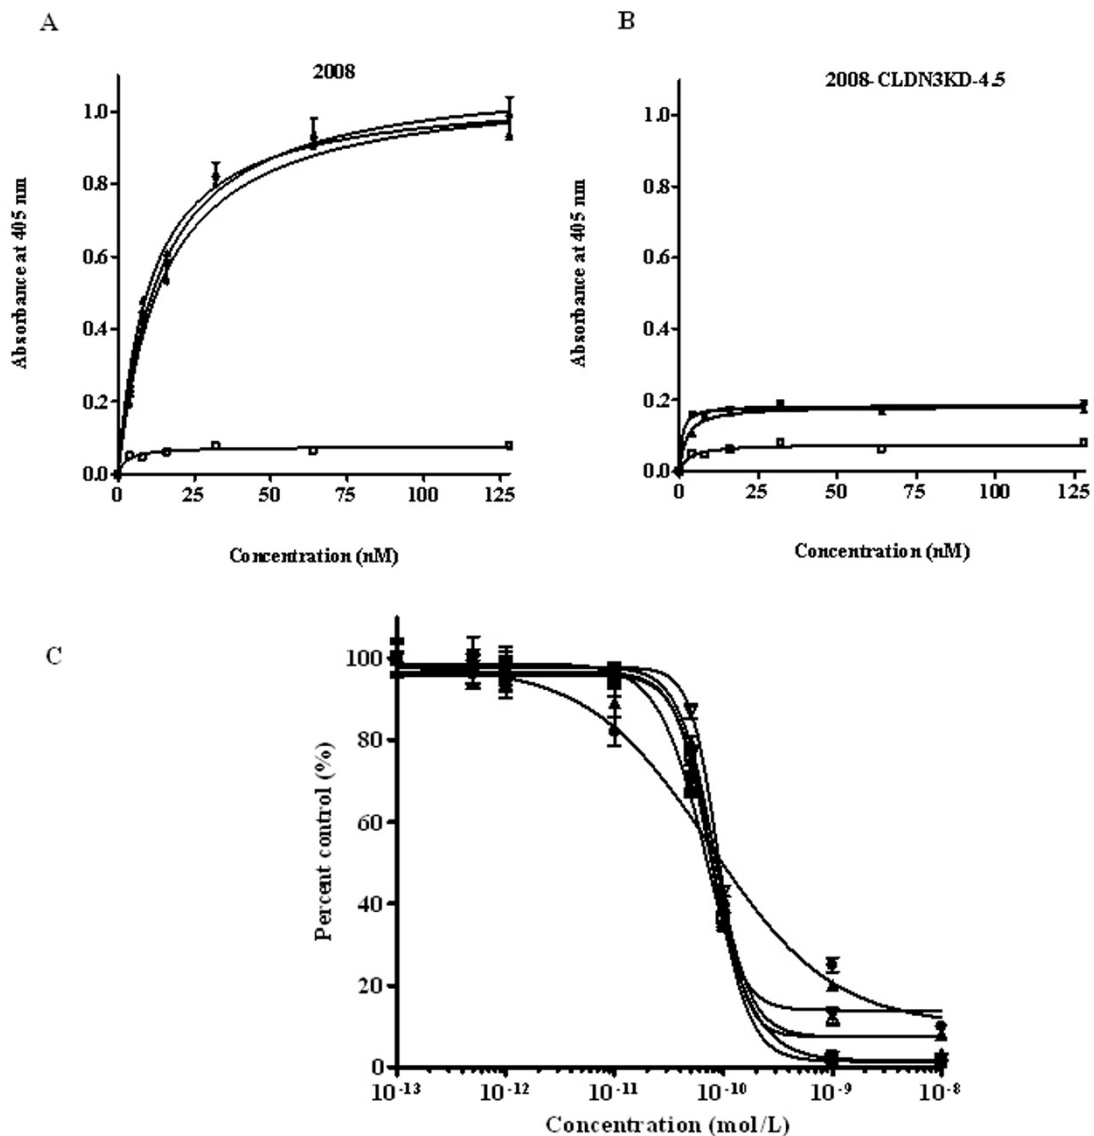 A
B
2008
2008-CLDN3KD-4.5
1.0
0.8
0.6
0.4
0.2
0.0
Absorbance at 405 nm
0 25 50 75 100 125
Concentration (nM)
1.0
0.8
0.6
0.4
0.2
0.0
Absorbance at 405 nm
0 25 50 75 100 125
Concentration (nM)
C
100
80
60
40
20
0
Percent control (%)
10-13 10-12 10-11 10-10 10-9 10-8
Concentration (mol/L)